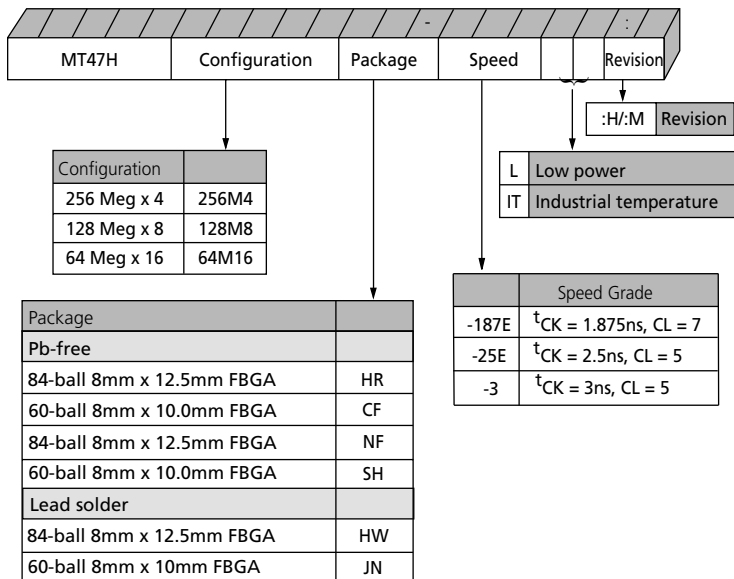 - :
MT47H Configuration Package Speed Revision
:H/:M Revision
L Low power
IT Industrial temperature
Configuration
256 Meg x 4 256M4
128 Meg x 8 128M8
64 Meg x 16 64M16
Speed Grade
-187E tCK = 1.875ns, CL = 7
-25E tCK = 2.5ns, CL = 5
-3 tCK = 3ns, CL = 5
Package
Pb-free
84-ball 8mm x 12.5mm FBGA HR
60-ball 8mm x 10.0mm FBGA CF
84-ball 8mm x 12.5mm FBGA NF
60-ball 8mm x 10.0mm FBGA SH
Lead solder
84-ball 8mm x 12.5mm FBGA HW
60-ball 8mm x 10mm FBGA JN